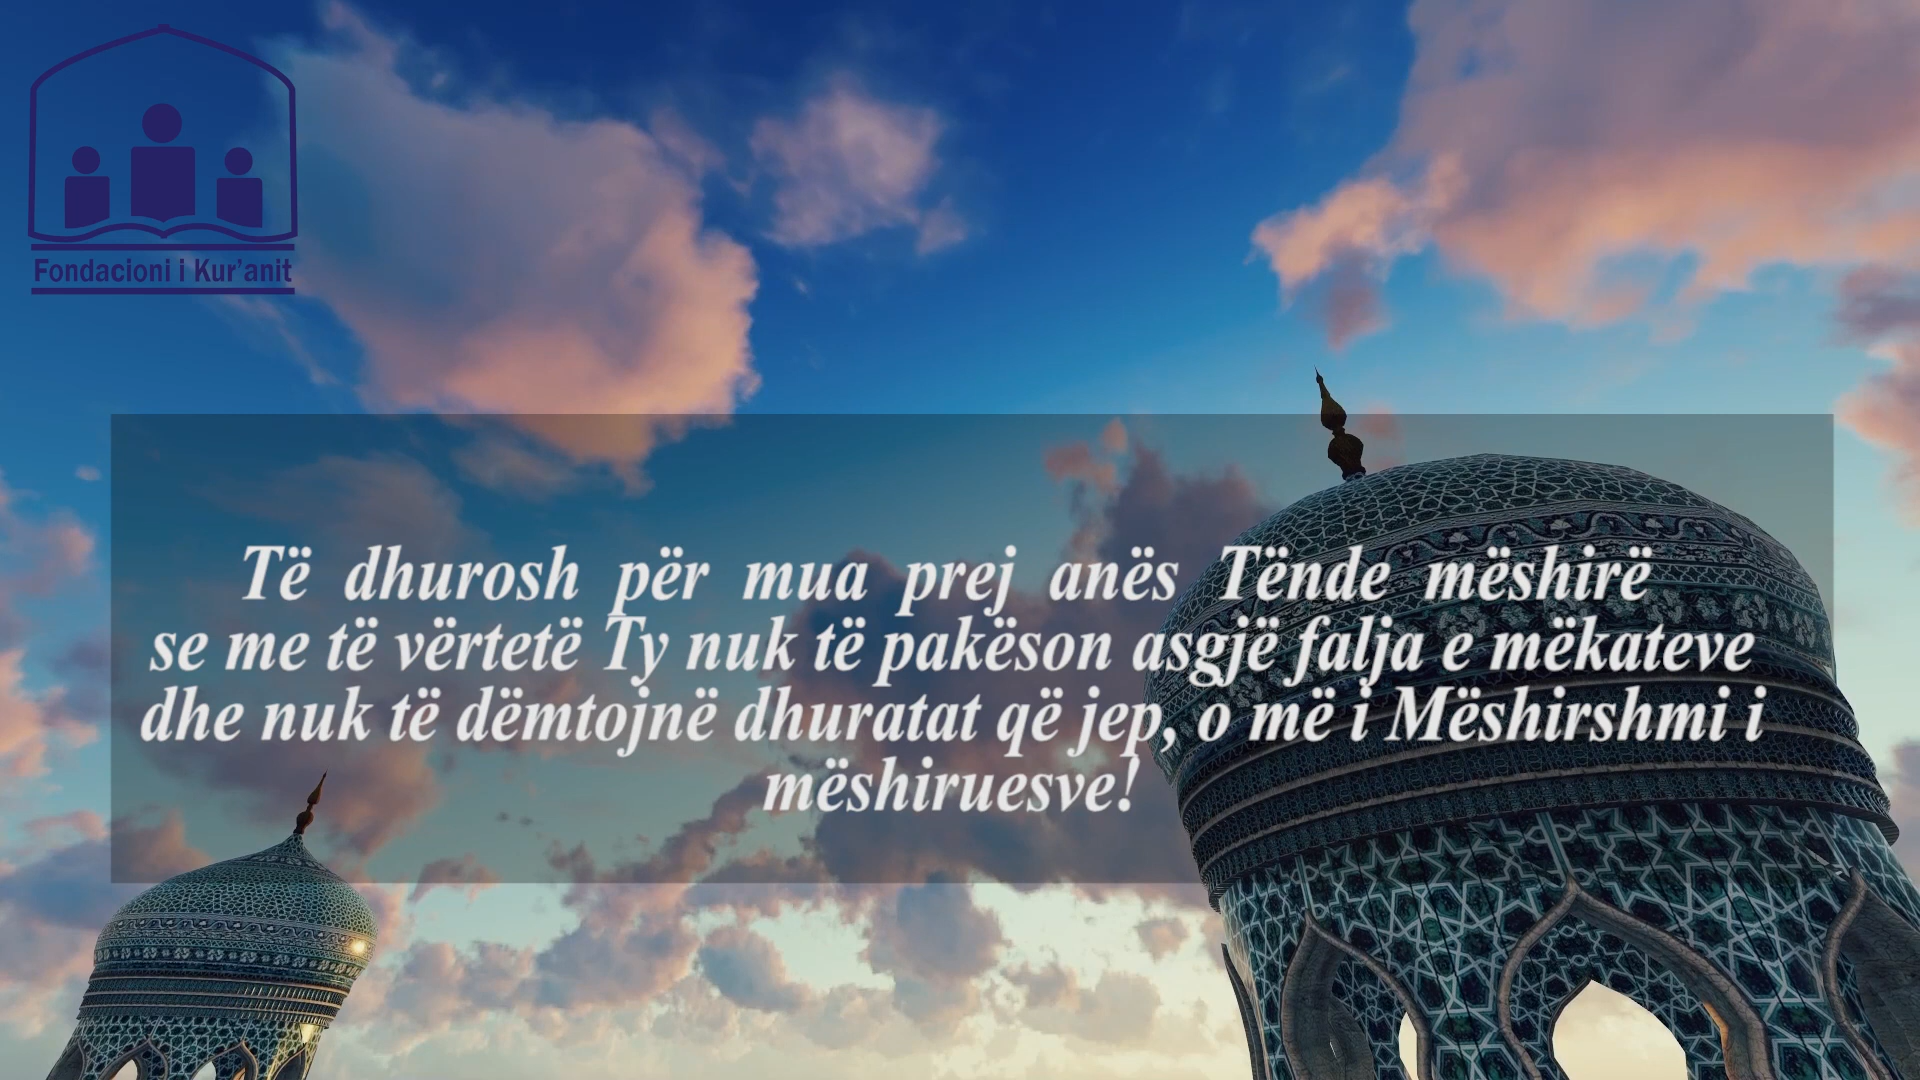 Fondacioni i Kur'anit
Të dhurosh për mua prej anës Tënde mëshirë
se me të vërtetë Ty nuk të pakëson asgjë falja e mëkateve
dhe nuk të dëmtojnë dhuratat që jep, o më i Mëshirshmi i
mëshiruesve!